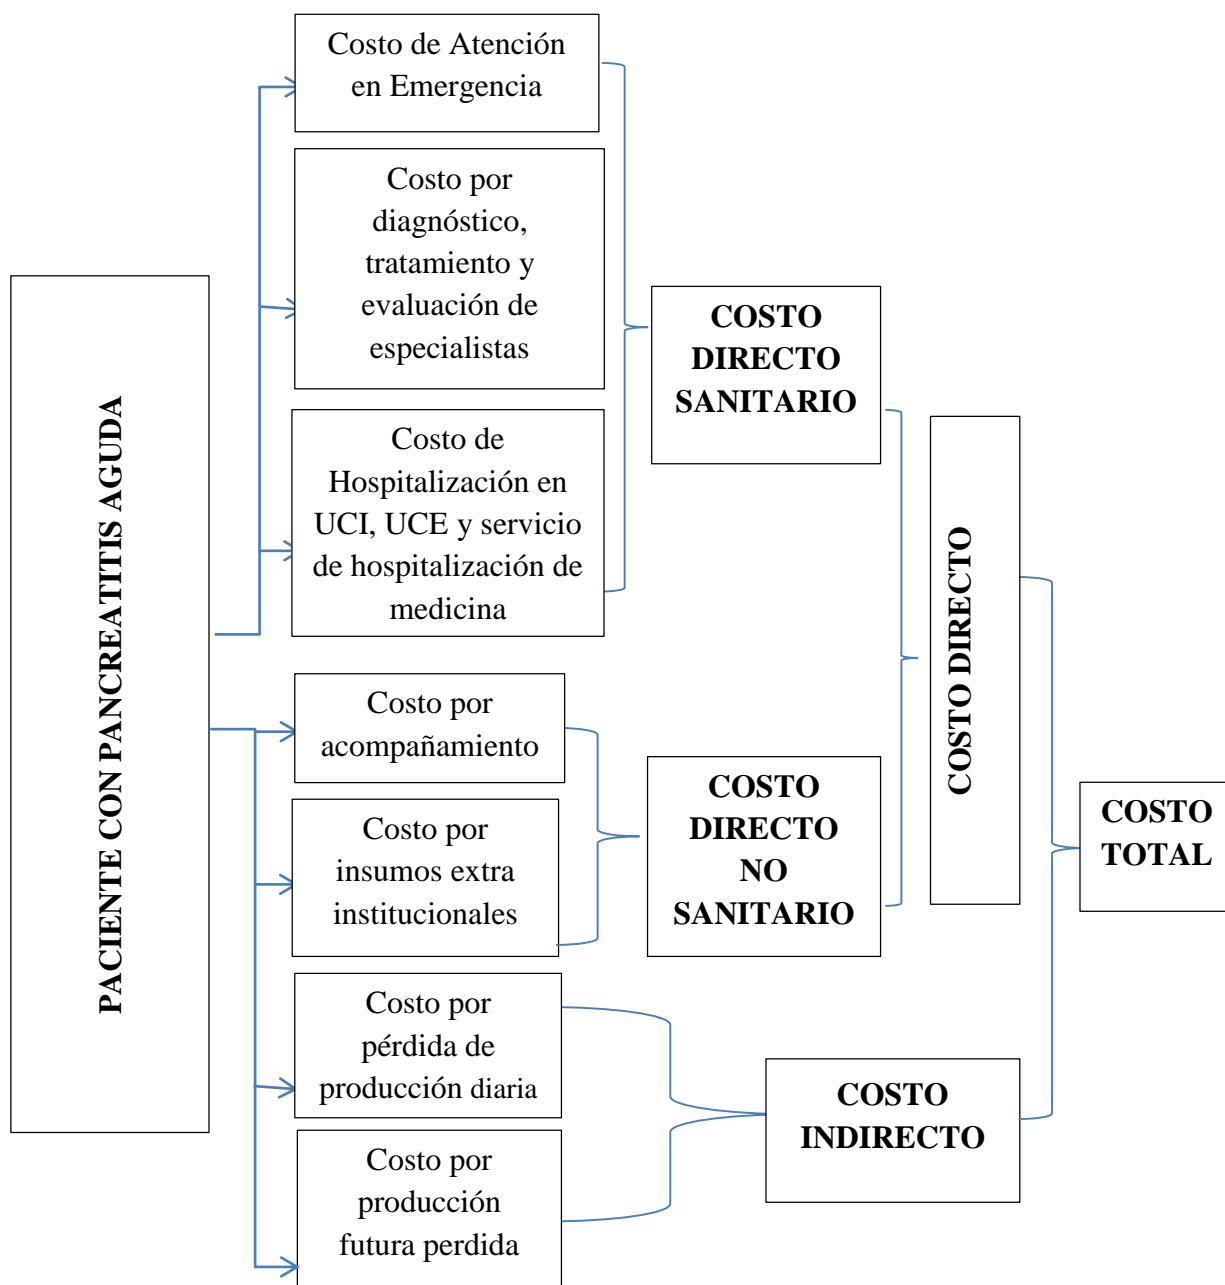 PACIENTE CON PANCREATITIS AGUDA
Costo de Atención
en Emergencia
Costo por
diagnóstico,
tratamiento y
evaluación de
especialistas
Costo de
Hospitalización en
UCI, UCE y servicio
de hospitalización de
medicina
Costo por
acompañamiento
Costo por
insumos extra
institucionales
Costo por
pérdida de
producción diaria
Costo por
producción
futura perdida
COSTO
DIRECTO
SANITARIO
COSTO
DIRECTO
NO
SANITARIO
COSTO DIRECTO
COSTO
INDIRECTO
COSTO
TOTAL